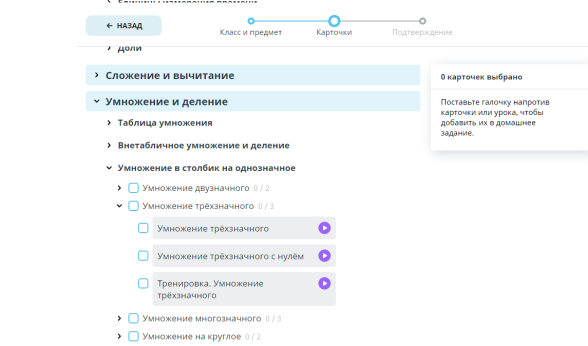 Единицы измерения времени
← НАЗАД
Класс и предмет
Карточки
Подтверждение
Доли
Сложение и вычитание
0 карточек выбрано
Умножение и деление
Поставьте галочку напротив
карточки или урока, чтобы
добавить их в домашнее
задание.
Таблица умножения
Внетабличное умножение и деление
Умножение в столбик на однозначное
Умножение двузначного 0 / 2
Умножение трёхзначного 0 / 3
Умножение трёхзначного
Умножение трёхзначного с нулём
Тренировка. Умножение
трёхзначного
Умножение многозначного 0 / 3
Умножение на круглое 0 / 2